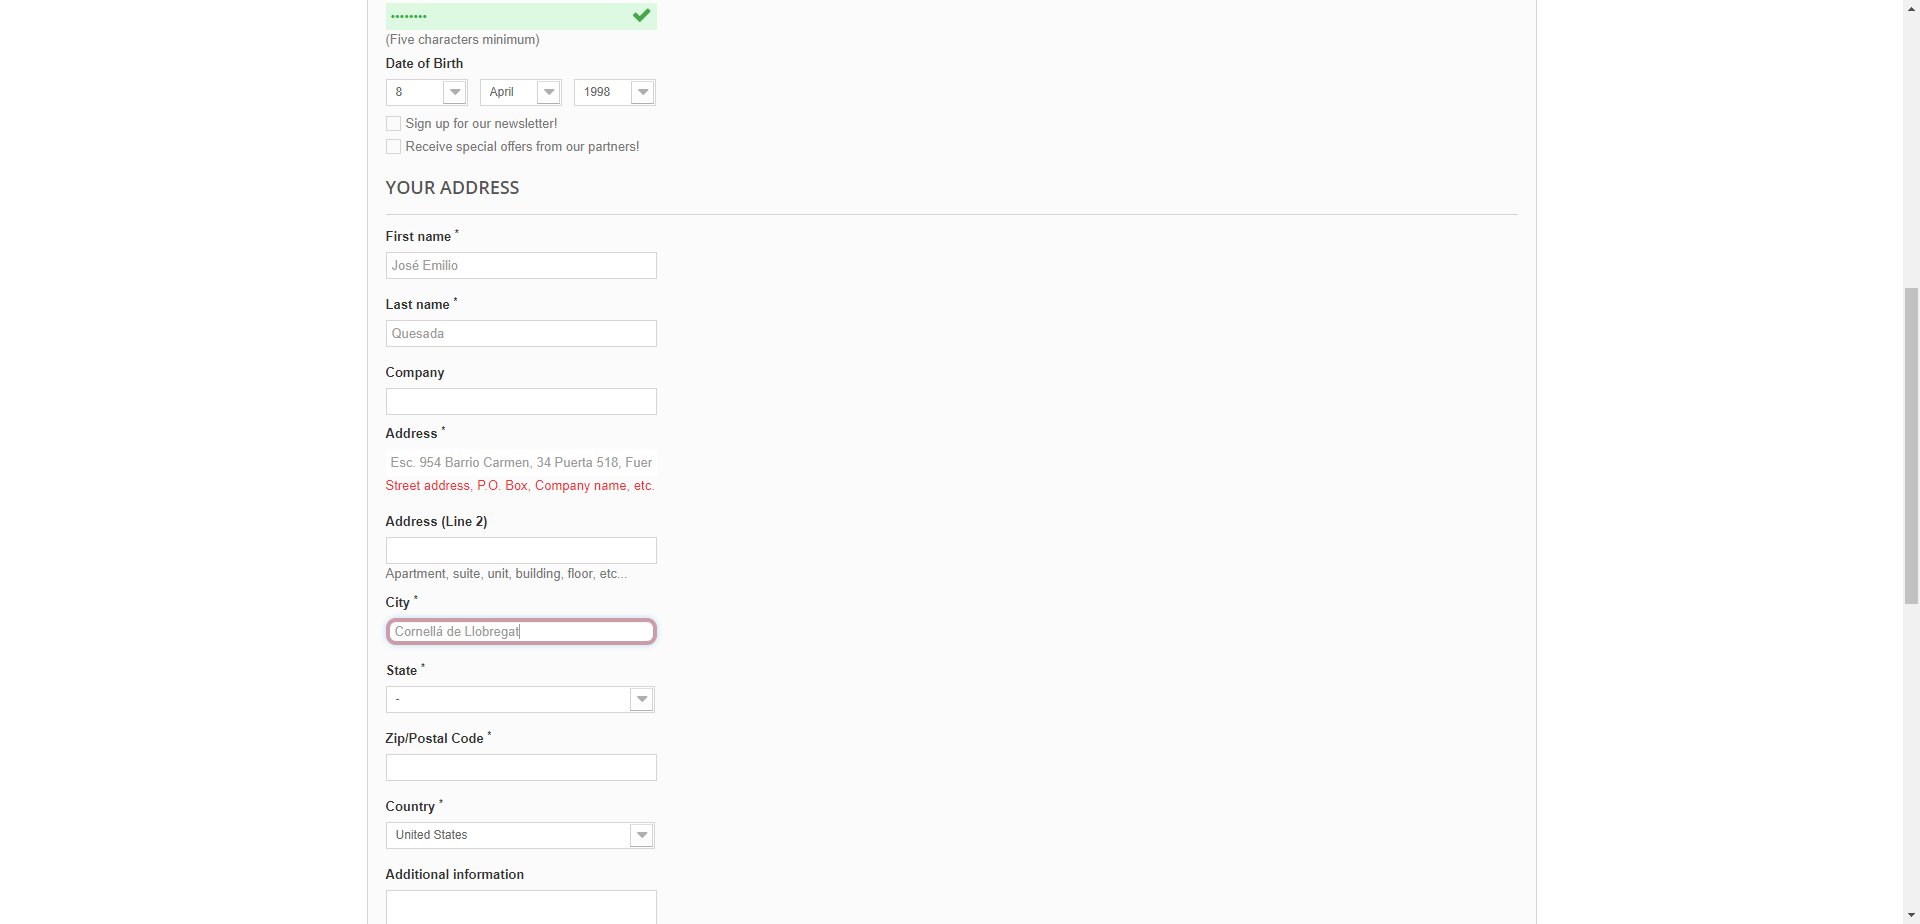 ••••••••
(Five characters minimum)
Date of Birth
8 April 1998
Sign up for our newsletter!
Receive special offers from our partners!
YOUR ADDRESS
First name *
José Emilio
Last name *
Quesada
Company
Address *
Esc. 954 Barrio Carmen, 34 Puerta 518, Fuer
Street address, P.O. Box, Company name, etc.
Address (Line 2)
Apartment, suite, unit, building, floor, etc...
City *
Cornellá de Llobregat
State *
-
Zip/Postal Code *
Country *
United States
Additional information